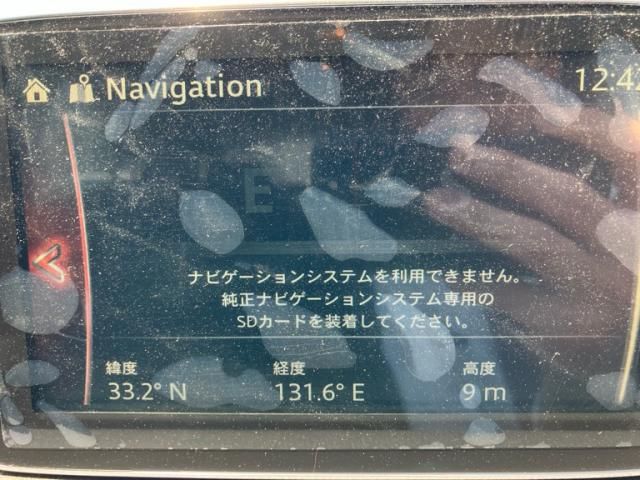 Navigation
12:42
ナビゲーションシステムを利用できません。
純正ナビゲーションシステム専用の
SDカードを装着してください。
緯度 経度 高度
33.2° N 131.6° E 9 m